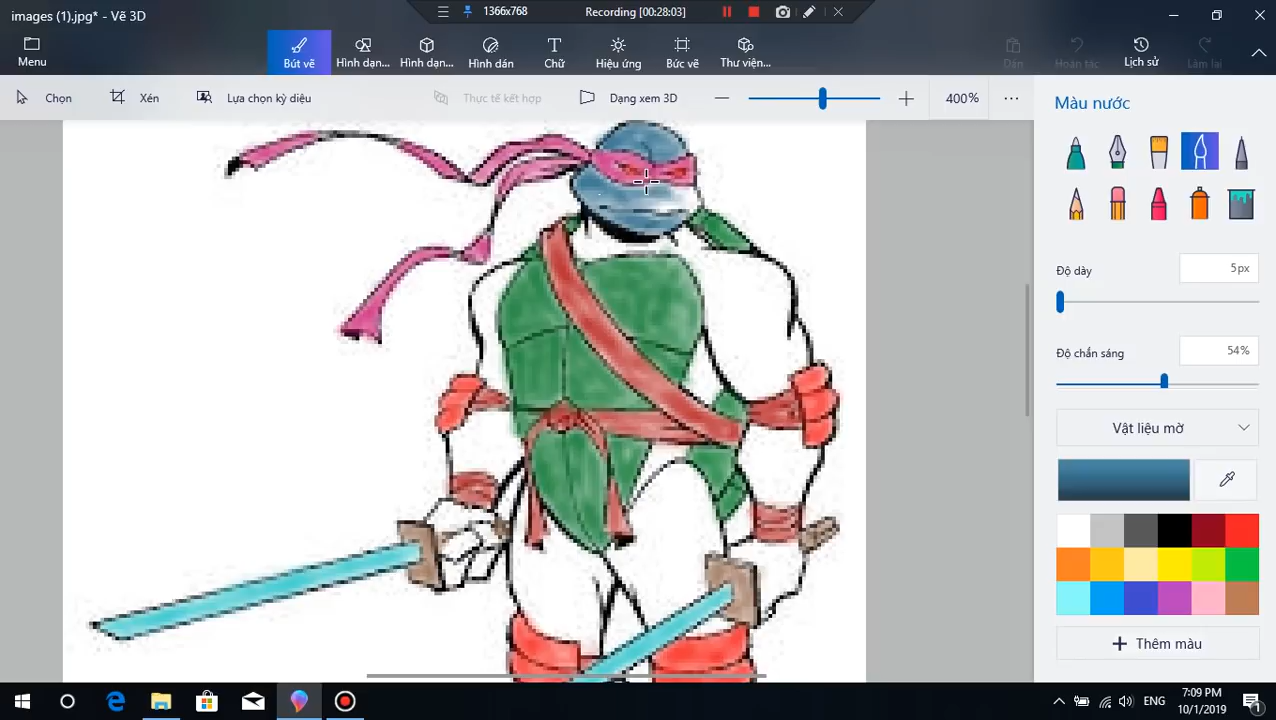 images (1).jpg* - Vẽ 3D
1366x768
Recording [00:28:03]
Menu
Bút vẽ
Hình dạn...
Hình dạn...
Hình dán
Chữ
Hiệu ứng
Bức vẽ
Thư viện...
Dán
Hoàn tác
Lịch sử
Làm lại
Chọn
Xén
Lựa chọn kỳ diệu
Thực tế kết hợp
Dạng xem 3D
400%
Màu nước
Độ dày
5px
Độ chắn sáng
54%
Vật liệu mờ
Thêm màu
ENG
7:09 PM
10/1/2019
1